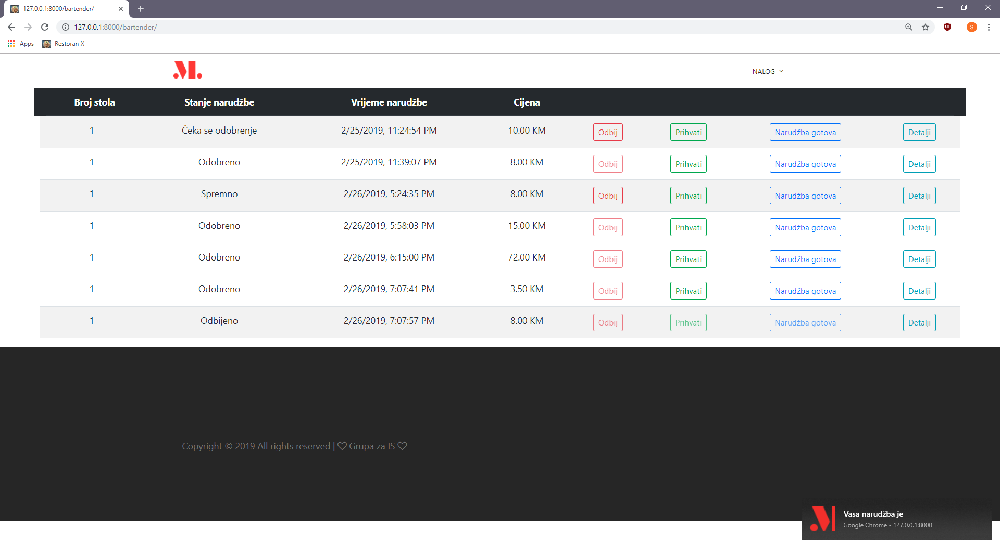 127.0.0.1:8000/bartender/
127.0.0.1:8000/bartender/
S
Apps Restoran X
M. NALOG
Broj stola Stanje narudžbe Vrijeme narudžbe Cijena
1 Čeka se odobrenje 2/25/2019, 11:24:54 PM 10.00 KM Odbij Prihvati Narudžba gotova Detalji
1 Odobreno 2/25/2019, 11:39:07 PM 8.00 KM Odbij Prihvati Narudžba gotova Detalji
1 Spremno 2/26/2019, 5:24:35 PM 8.00 KM Odbij Prihvati Narudžba gotova Detalji
1 Odobreno 2/26/2019, 5:58:03 PM 15.00 KM Odbij Prihvati Narudžba gotova Detalji
1 Odobreno 2/26/2019, 6:15:00 PM 72.00 KM Odbij Prihvati Narudžba gotova Detalji
1 Odobreno 2/26/2019, 7:07:41 PM 3.50 KM Odbij Prihvati Narudžba gotova Detalji
1 Odbijeno 2/26/2019, 7:07:57 PM 8.00 KM Odbij Prihvati Narudžba gotova Detalji
Copyright © 2019 All rights reserved | ♡ Grupa za IS ♡
Vasa narudžba je
Google Chrome • 127.0.0.1:8000